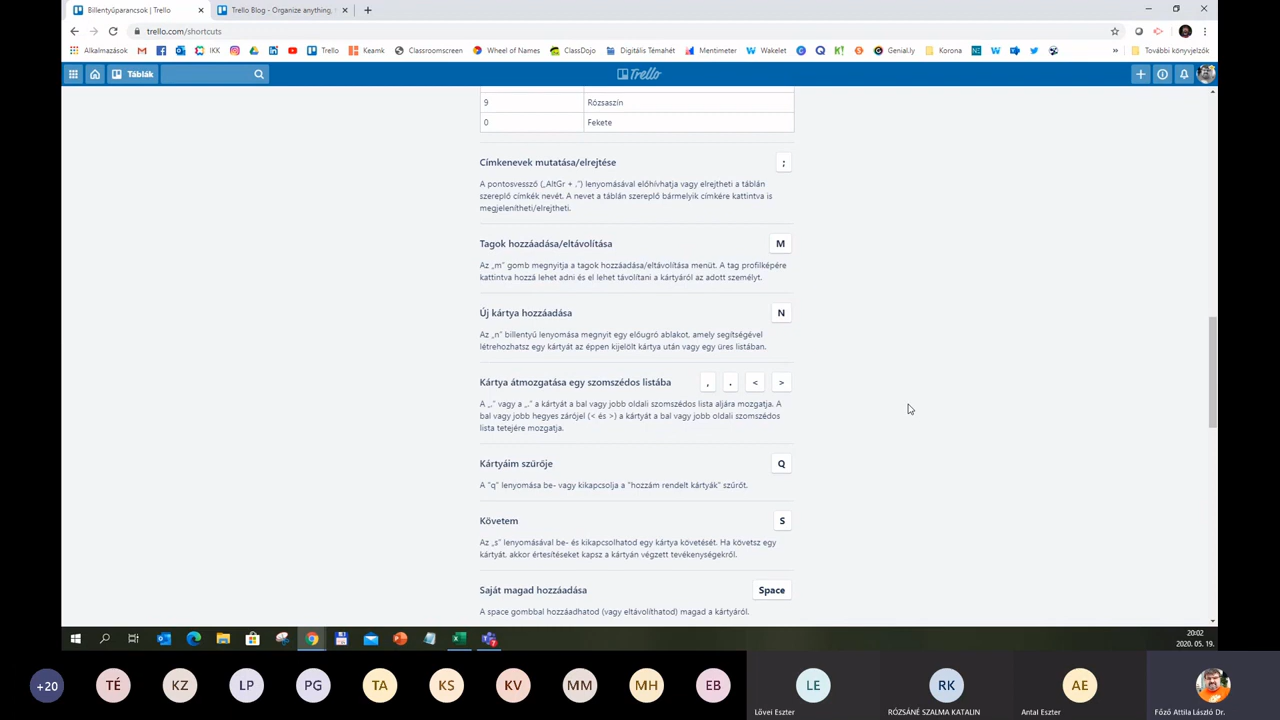 Billentyűparancsok | Trello
Trello Blog - Organize anything,
trello.com/shortcuts
Alkalmazások
IKK
Trello
Keamk
Classroomscreen
Wheel of Names
ClassDojo
Digitális Témahét
Mentimeter
Wakelet
Genial.ly
Korona
További könyvjelzők
Táblák
Trello
9 Rózsaszín
0 Fekete
Címkenevek mutatása/elrejtése ;
A pontosvessző („AltGr + ,") lenyomásával előhívhatja vagy elrejtheti a táblán
szereplő címkék nevét. A nevet a táblán szereplő bármelyik címkére kattintva is
megjelenítheti/elrejtheti.
Tagok hozzáadása/eltávolítása M
Az „m" gomb megnyitja a tagok hozzáadása/eltávolítása menüt. A tag profilképére
kattintva hozzá lehet adni és el lehet távolítani a kártyáról az adott személyt.
Új kártya hozzáadása N
Az „n" billentyű lenyomása megnyit egy előugró ablakot, amely segítségével
létrehozhatsz egy kártyát az éppen kijelölt kártya után vagy egy üres listában.
Kártya átmozgatása egy szomszédos listába , . < >
A „," vagy a „." a kártyát a bal vagy jobb oldali szomszédos lista aljára mozgatja. A
bal vagy jobb hegyes zárójel (< és >) a kártyát a bal vagy jobb oldali szomszédos
lista tetejére mozgatja.
Kártyáim szűrője Q
A "q" lenyomása be- vagy kikapcsolja a "hozzám rendelt kártyák" szűrőt.
Követem S
Az „s" lenyomásával be- és kikapcsolhatod egy kártya követését. Ha követsz egy
kártyát, akkor értesítéseket kapsz a kártyán végzett tevékenységekről.
Saját magad hozzáadása Space
A space gombbal hozzáadhatod (vagy eltávolíthatod) magad a kártyáról.
20:02
2020. 05. 19.
+20 TÉ KZ LP PG TA KS KV MM MH EB LE RK AE
Lővei Eszter
RÓZSÁNÉ SZALMA KATALIN
Antal Eszter
Főző Attila László Dr.